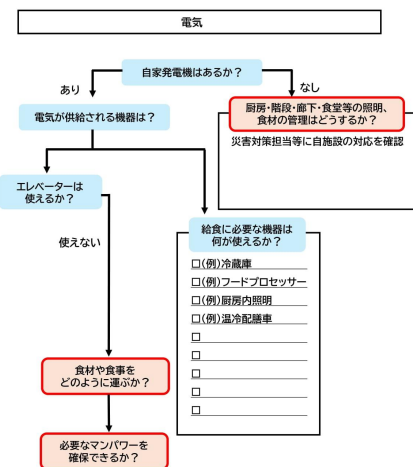 電気
自家発電機はあるか？
あり
なし
電気が供給される機器は？
厨房・階段・廊下・食堂等の照明、
食材の管理はどうするか？
災害対策担当等に自施設の対応を確認
エレベーターは
使えるか？
使えない
給食に必要な機器は
何が使えるか？
□(例)冷蔵庫
□(例)フードプロセッサー
□(例)厨房内照明
□(例)温冷配膳車
□
□
□
□
□
食材や食事を
どのように運ぶか？
必要なマンパワーを
確保できるか？